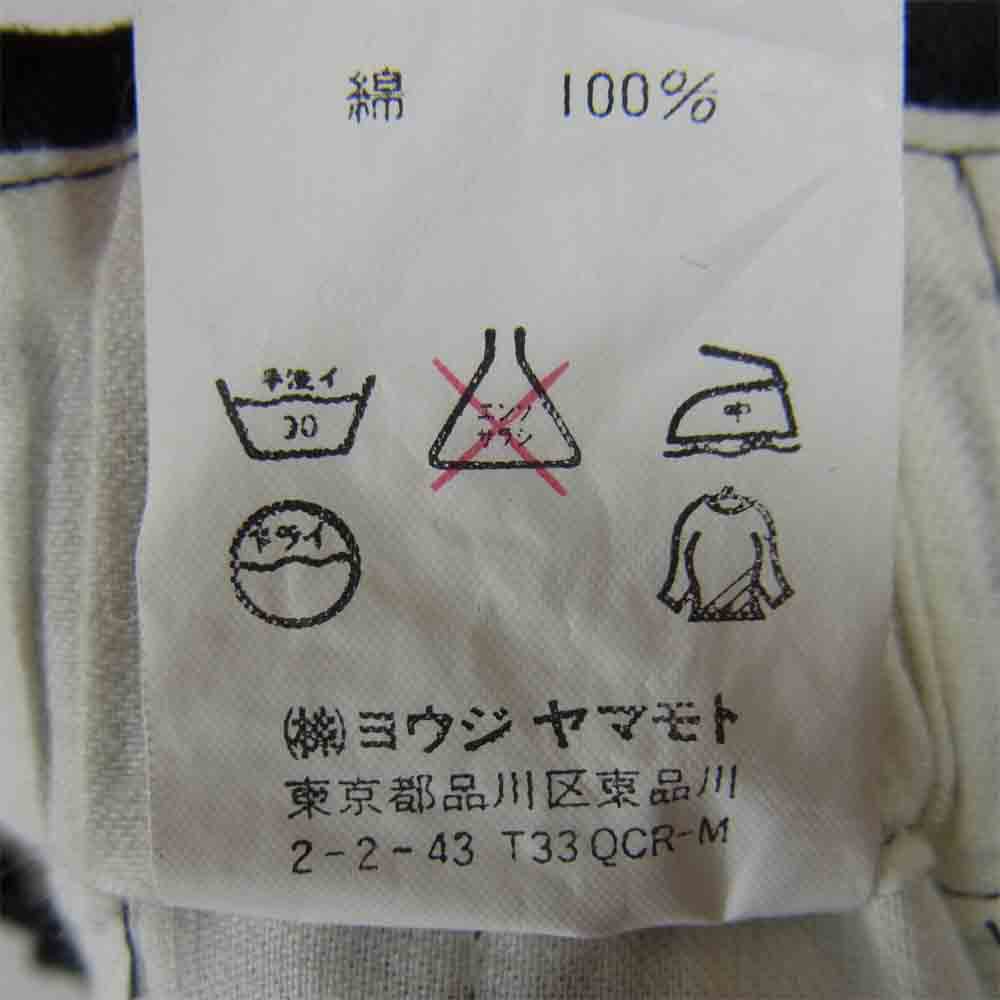 綿 100%
手洗イ
30
エンソ
サラシ
中
ドライ
㈱ヨウジ ヤマモト
東京都品川区東品川
2-2-43 T33QCR-M